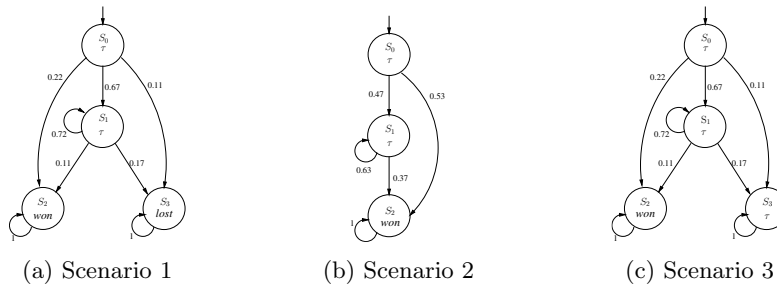 S0
τ
0.22
0.67
0.11
S1
τ
0.72
0.11
0.17
S2
won
S3
lost
1
1
(a) Scenario 1
S0
τ
0.47
0.53
S1
τ
0.63
0.37
S2
won
1
(b) Scenario 2
S0
τ
0.22
0.67
0.11
S1
τ
0.72
0.11
0.17
S2
won
S3
τ
1
1
(c) Scenario 3